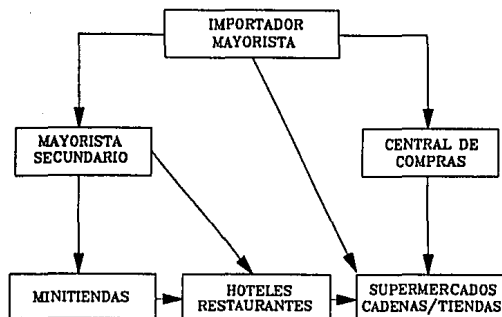 IMPORTADOR
MAYORISTA
MAYORISTA
SECUNDARIO
CENTRAL DE
COMPRAS
MINITIENDAS
HOTELES
RESTAURANTES
SUPERMERCADOS
CADENAS/TIENDAS